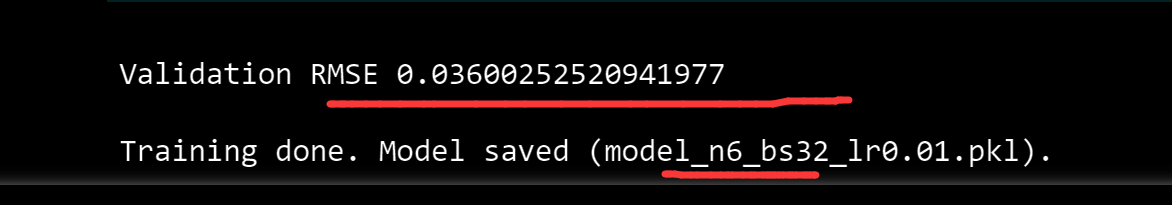 Validation RMSE 0.03600252520941977
Training done. Model saved (model_n6_bs32_lr0.01.pkl).